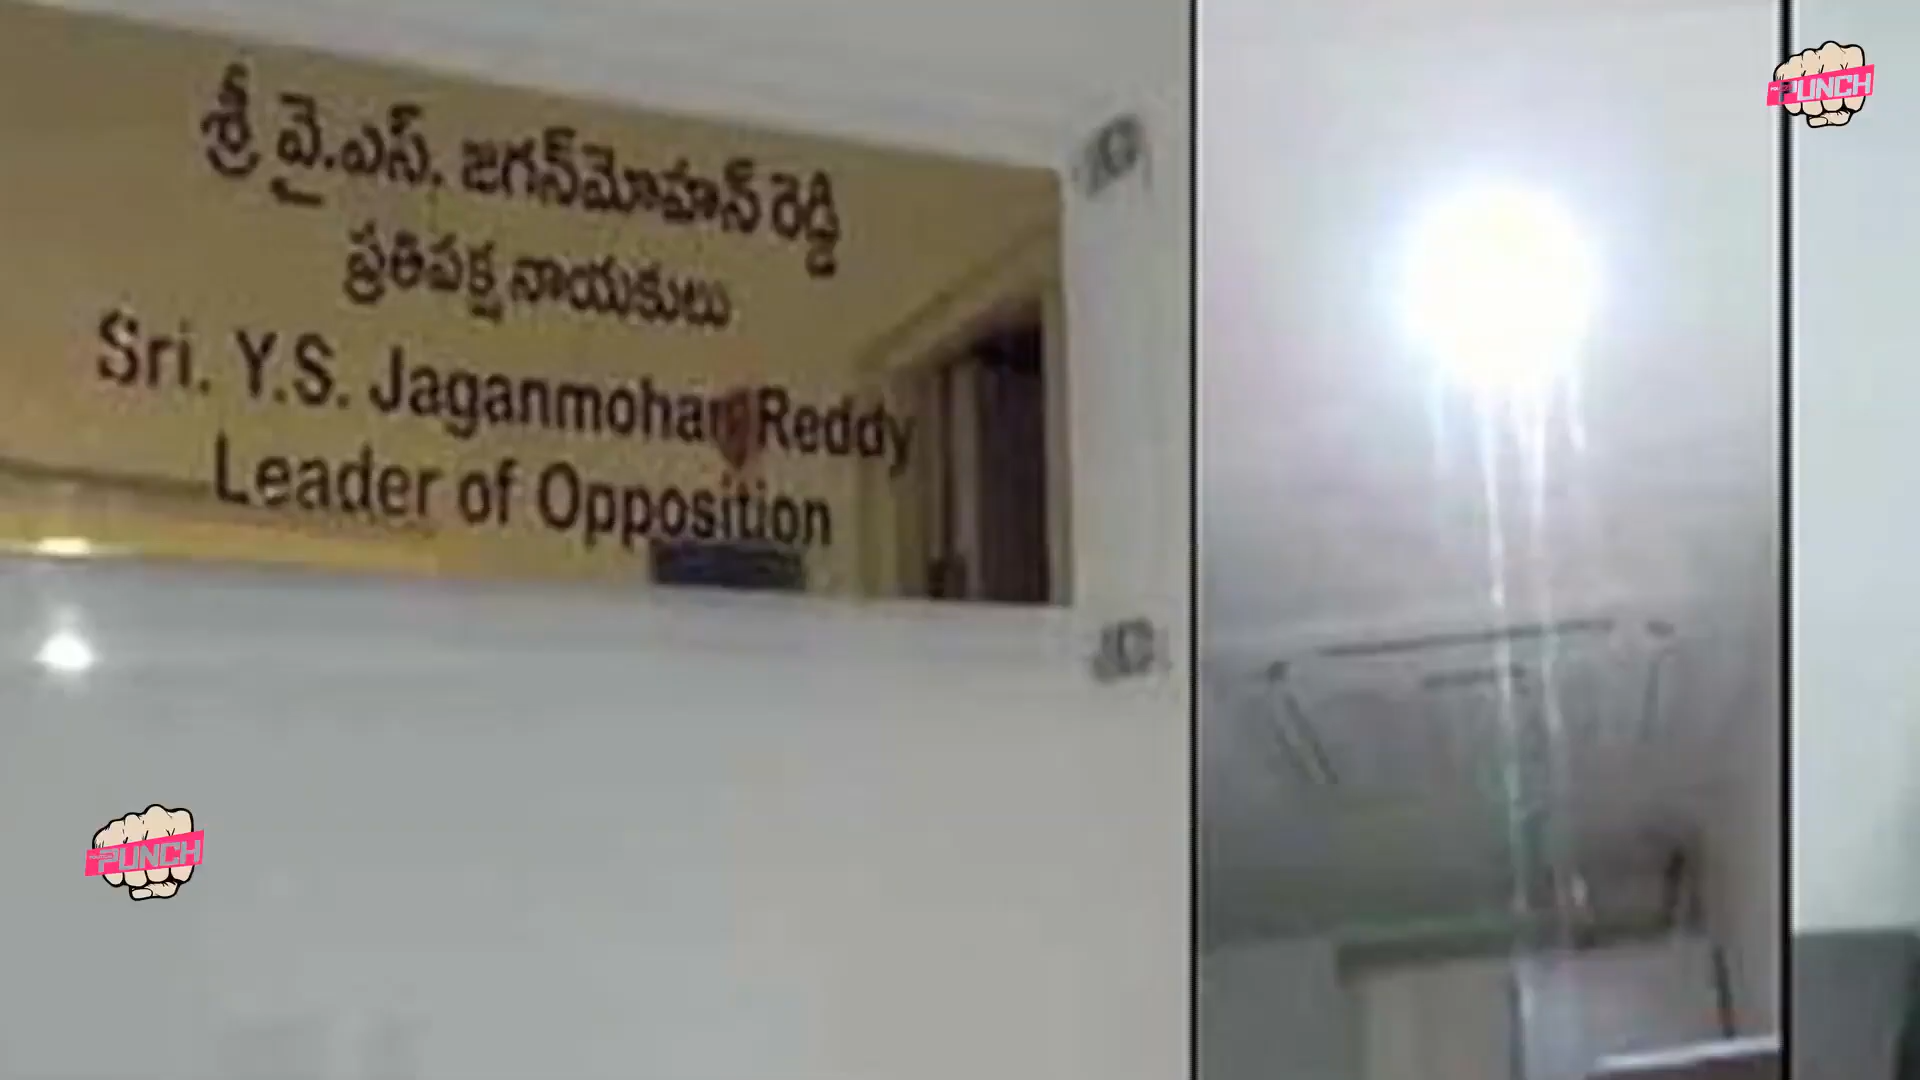 శ్రీ వై.ఎస్. జగన్‌మోహన్ రెడ్డి
ప్రతిపక్ష నాయకులు
Sri. Y.S. Jaganmohan Reddy
Leader of Opposition
PUNCH
PUNCH